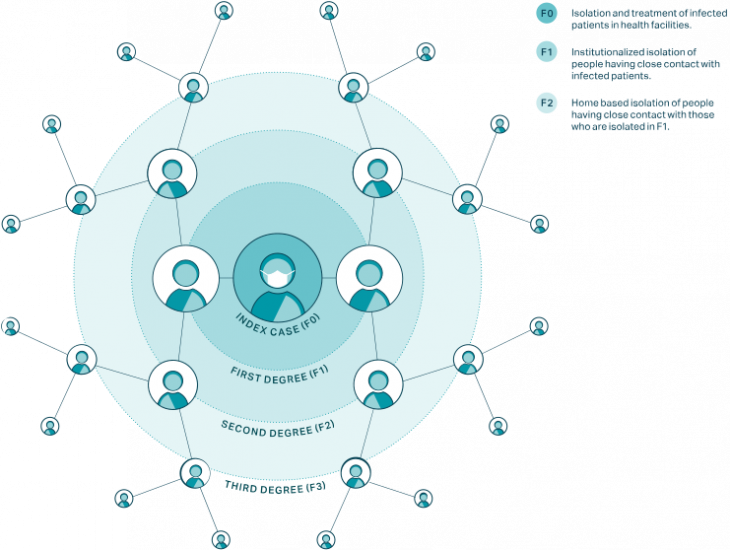 F0 Isolation and treatment of infected
patients in health facilities.
F1 Institutionalized isolation of
people having close contact with
infected patients.
F2 Home based isolation of people
having close contact with those
who are isolated in F1.
INDEX CASE (F0)
FIRST DEGREE (F1)
SECOND DEGREE (F2)
THIRD DEGREE (F3)